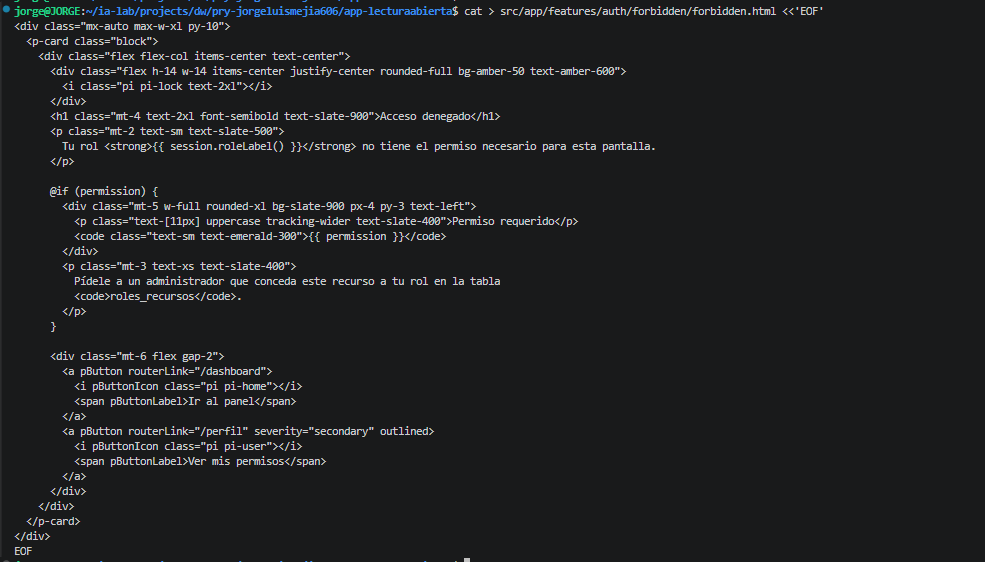 jorge@JORGE:~/ia-lab/projects/dw/pry-jorgeluismejia606/app-lecturaabierta$ cat > src/app/features/auth/forbidden/forbidden.html <<'EOF'
<div class="mx-auto max-w-xl py-10">
  <p-card class="block">
    <div class="flex flex-col items-center text-center">
      <div class="flex h-14 w-14 items-center justify-center rounded-full bg-amber-50 text-amber-600">
        <i class="pi pi-lock text-2xl"></i>
      </div>
      <h1 class="mt-4 text-2xl font-semibold text-slate-900">Acceso denegado</h1>
      <p class="mt-2 text-sm text-slate-500">
        Tu rol <strong>{{ session.roleLabel() }}</strong> no tiene el permiso necesario para esta pantalla.
      </p>

      @if (permission) {
        <div class="mt-5 w-full rounded-xl bg-slate-900 px-4 py-3 text-left">
          <p class="text-[11px] uppercase tracking-wider text-slate-400">Permiso requerido</p>
          <code class="text-sm text-emerald-300">{{ permission }}</code>
        </div>
        <p class="mt-3 text-xs text-slate-400">
          Pídele a un administrador que conceda este recurso a tu rol en la tabla
          <code>roles_recursos</code>.
        </p>
      }

      <div class="mt-6 flex gap-2">
        <a pButton routerLink="/dashboard">
          <i pButtonIcon class="pi pi-home"></i>
          <span pButtonLabel>Ir al panel</span>
        </a>
        <a pButton routerLink="/perfil" severity="secondary" outlined>
          <i pButtonIcon class="pi pi-user"></i>
          <span pButtonLabel>Ver mis permisos</span>
        </a>
      </div>
    </div>
  </p-card>
</div>
EOF